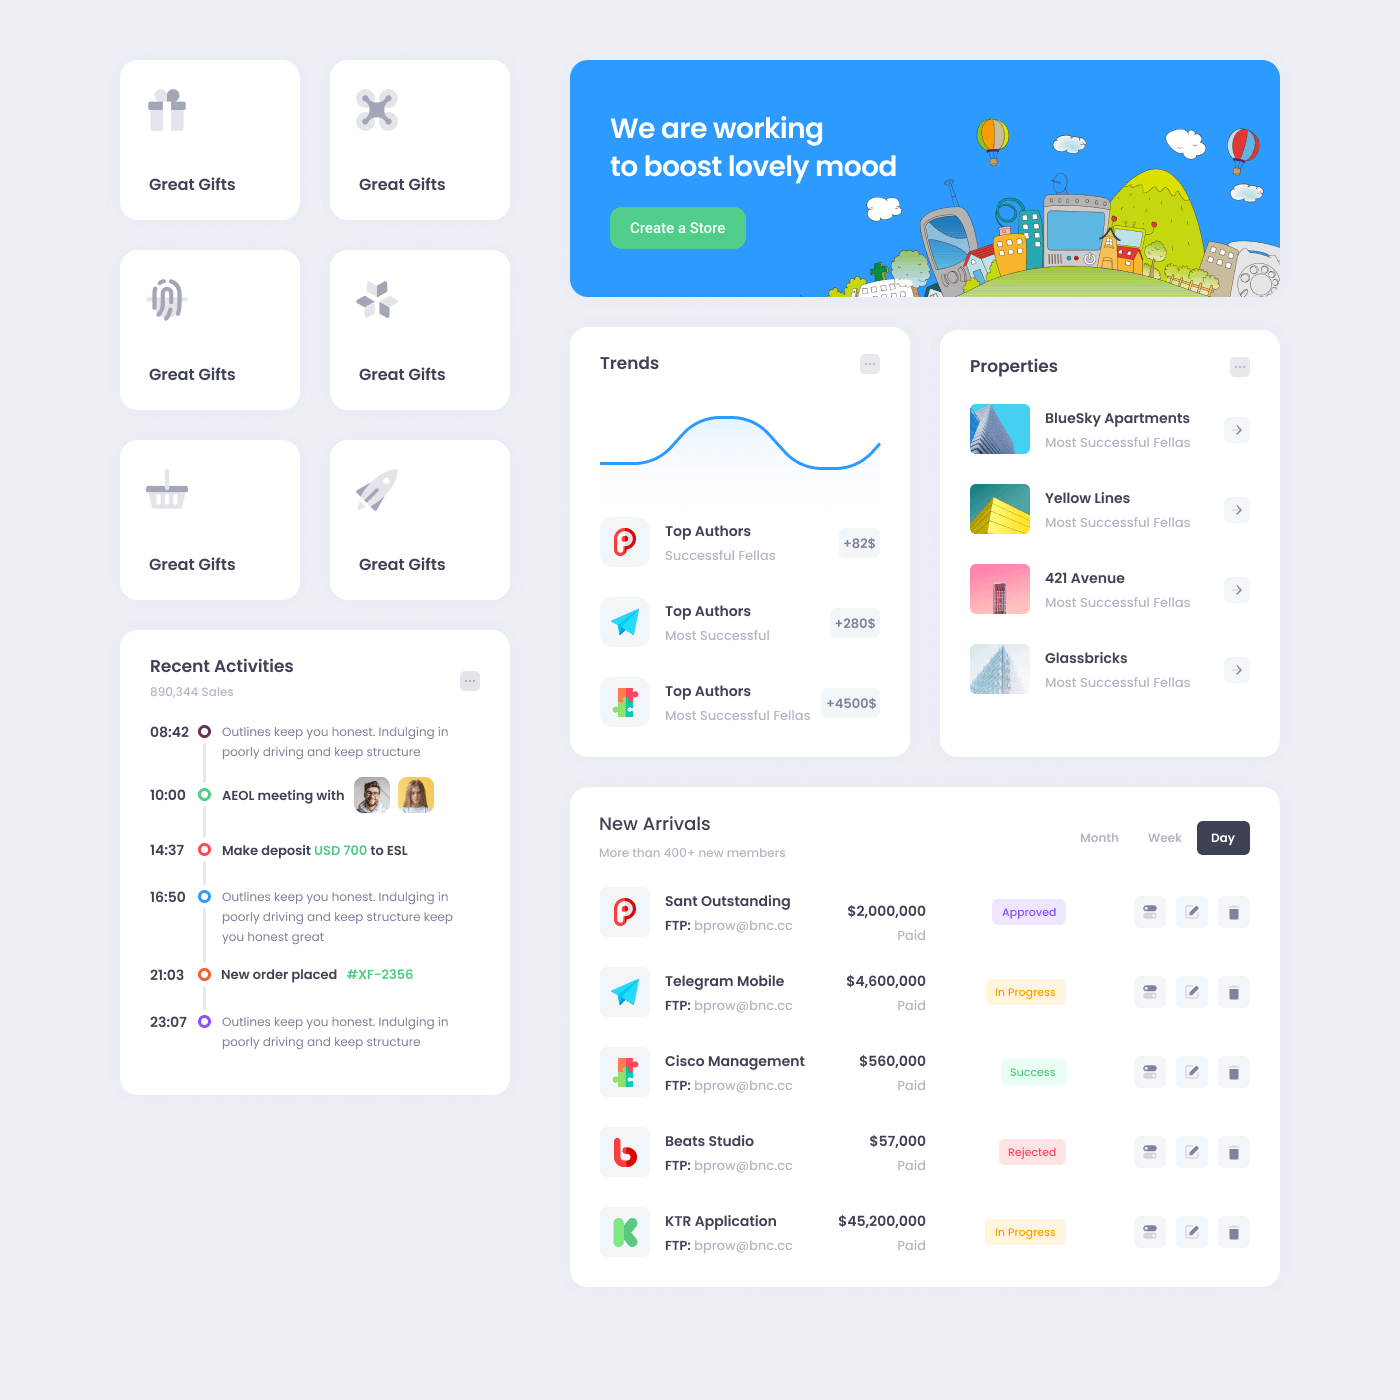 Great Gifts
Great Gifts
Great Gifts
Great Gifts
Great Gifts
Great Gifts
Recent Activities
890,344 Sales
08:42
Outlines keep you honest. Indulging in
poorly driving and keep structure
10:00
AEOL meeting with
14:37
Make deposit USD 700 to ESL
16:50
Outlines keep you honest. Indulging in
poorly driving and keep structure keep
you honest great
21:03
New order placed #XF-2356
23:07
Outlines keep you honest. Indulging in
poorly driving and keep structure
We are working
to boost lovely mood
Create a Store
Trends
Top Authors
Successful Fellas
+82$
Top Authors
Most Successful
+280$
Top Authors
Most Successful Fellas
+4500$
Properties
BlueSky Apartments
Most Successful Fellas
Yellow Lines
Most Successful Fellas
421 Avenue
Most Successful Fellas
Glassbricks
Most Successful Fellas
New Arrivals
More than 400+ new members
Month Week Day
Sant Outstanding
FTP: bprow@bnc.cc
$2,000,000
Paid
Approved
Telegram Mobile
FTP: bprow@bnc.cc
$4,600,000
Paid
In Progress
Cisco Management
FTP: bprow@bnc.cc
$560,000
Paid
Success
Beats Studio
FTP: bprow@bnc.cc
$57,000
Paid
Rejected
KTR Application
FTP: bprow@bnc.cc
$45,200,000
Paid
In Progress